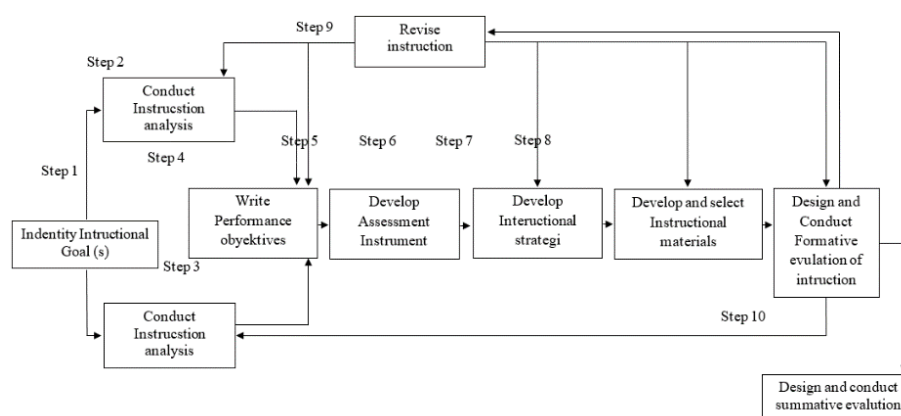 Step 9
Revise
instruction
Step 2
Conduct
Instrucstion
analysis
Step 5
Step 6
Step 7
Step 8
Step 4
Step 1
Write
Performance
obyektives
Develop
Assessment
Instrument
Develop
Inteructional
strategi
Develop and select
Instructional
materials
Design and
Conduct
Formative
evulation of
intruction
Indentity Intructional
Goal (s)
Step 3
Conduct
Instrucstion
analysis
Step 10
Design and conduct
summative evalution